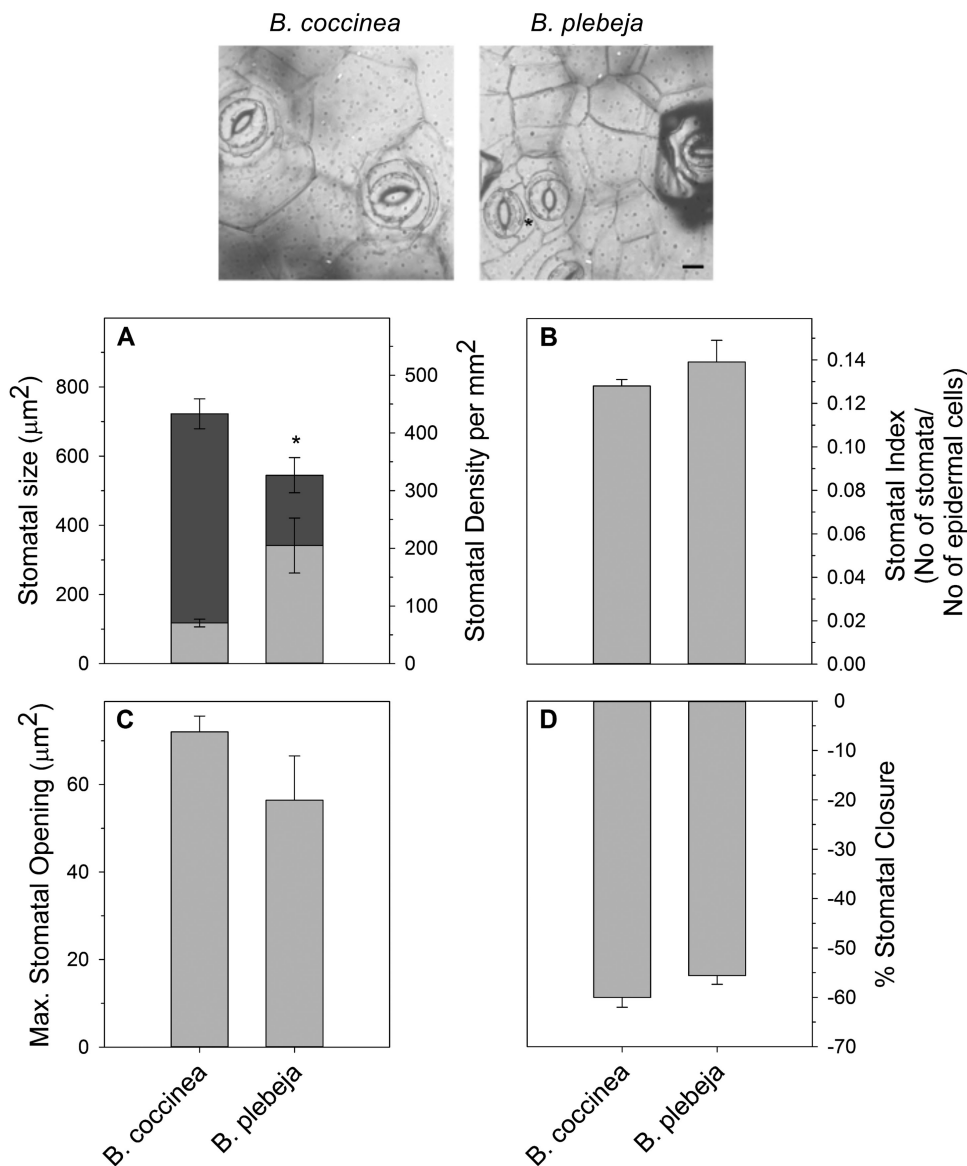 B. coccinea
B. plebeja
*
A
Stomatal size (μm²)
800
600
400
200
0
*
500
400
300
200
100
0
Stomatal Density per mm²
B
0.14
0.12
0.10
0.08
0.06
0.04
0.02
0.00
Stomatal Index
(No of stomata/
No of epidermal cells)
C
Max. Stomatal Opening (μm²)
60
40
20
0
B. coccinea
B. plebeja
D
0
-10
-20
-30
-40
-50
-60
-70
% Stomatal Closure
B. coccinea
B. plebeja